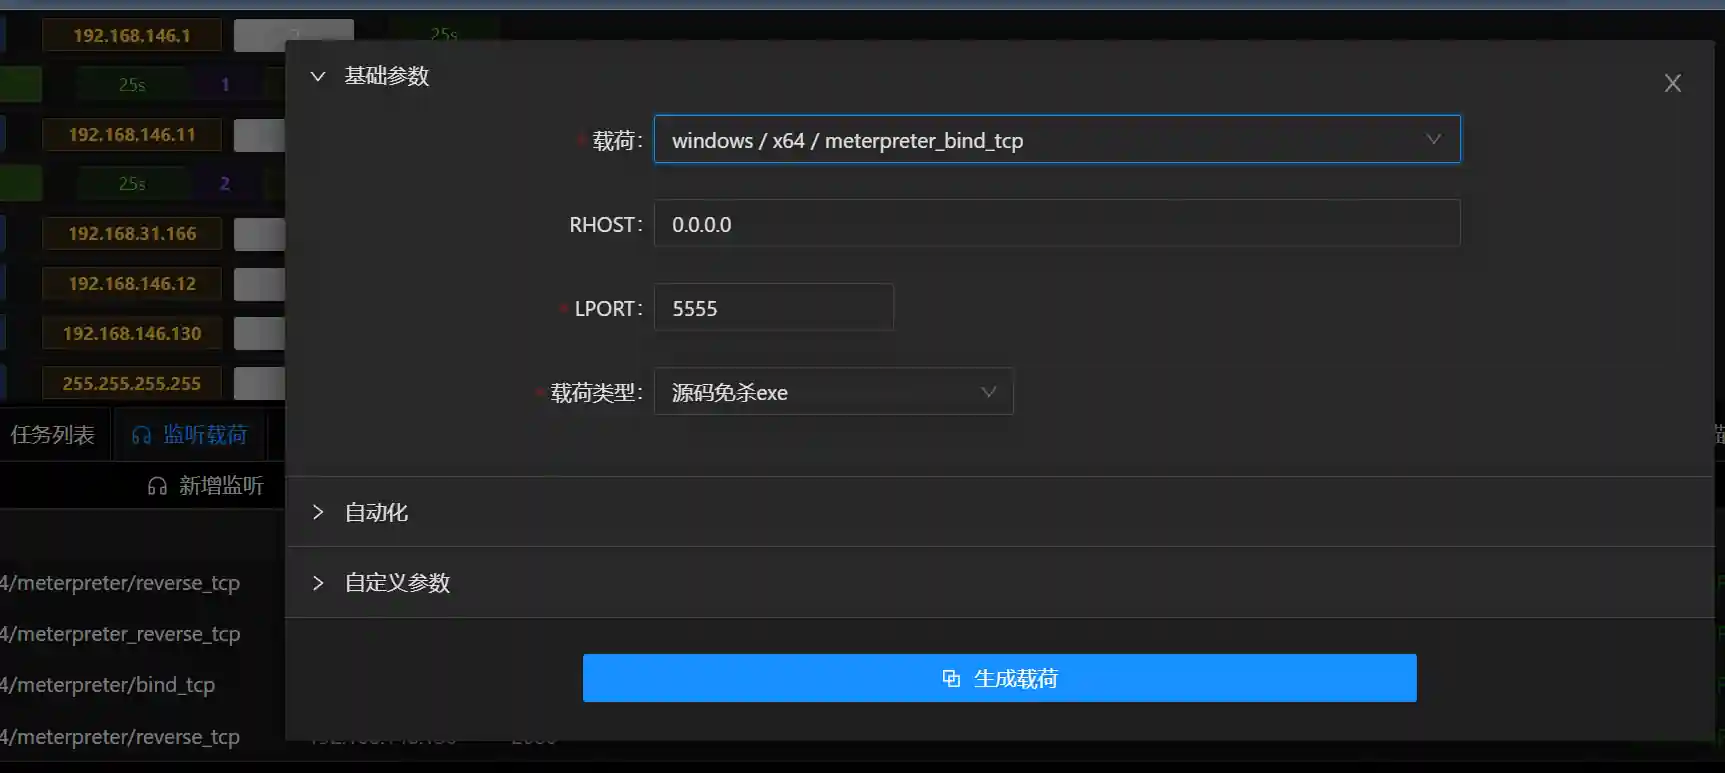 192.168.146.1
25s
25s 1
192.168.146.11
25s 2
192.168.31.166
192.168.146.12
192.168.146.130
255.255.255.255
任务列表 监听载荷
新增监听
4/meterpreter/reverse_tcp
4/meterpreter_reverse_tcp
4/meterpreter/bind_tcp
4/meterpreter/reverse_tcp
基础参数
* 载荷: windows / x64 / meterpreter_bind_tcp
RHOST: 0.0.0.0
* LPORT: 5555
* 载荷类型: 源码免杀exe
自动化
自定义参数
生成载荷